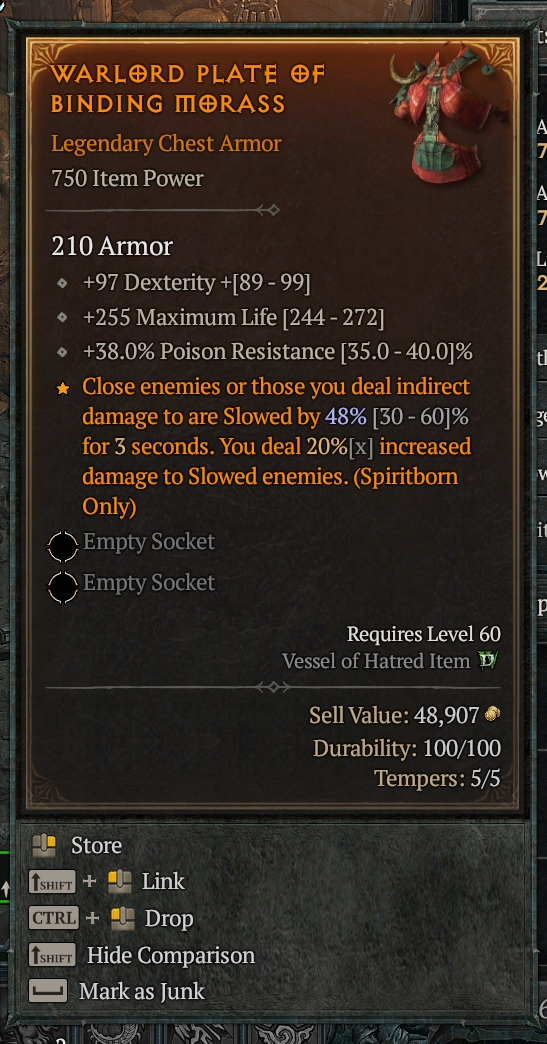 WARLORD PLATE OF
BINDING MORASS
Legendary Chest Armor
750 Item Power
210 Armor
+97 Dexterity +[89 - 99]
+255 Maximum Life [244 - 272]
+38.0% Poison Resistance [35.0 - 40.0]%
Close enemies or those you deal indirect
damage to are Slowed by 48% [30 - 60]%
for 3 seconds. You deal 20%[x] increased
damage to Slowed enemies. (Spiritborn
Only)
Empty Socket
Empty Socket
Requires Level 60
Vessel of Hatred Item
Sell Value: 48,907
Durability: 100/100
Tempers: 5/5
Store
SHIFT + Link
CTRL + Drop
SHIFT Hide Comparison
Mark as Junk